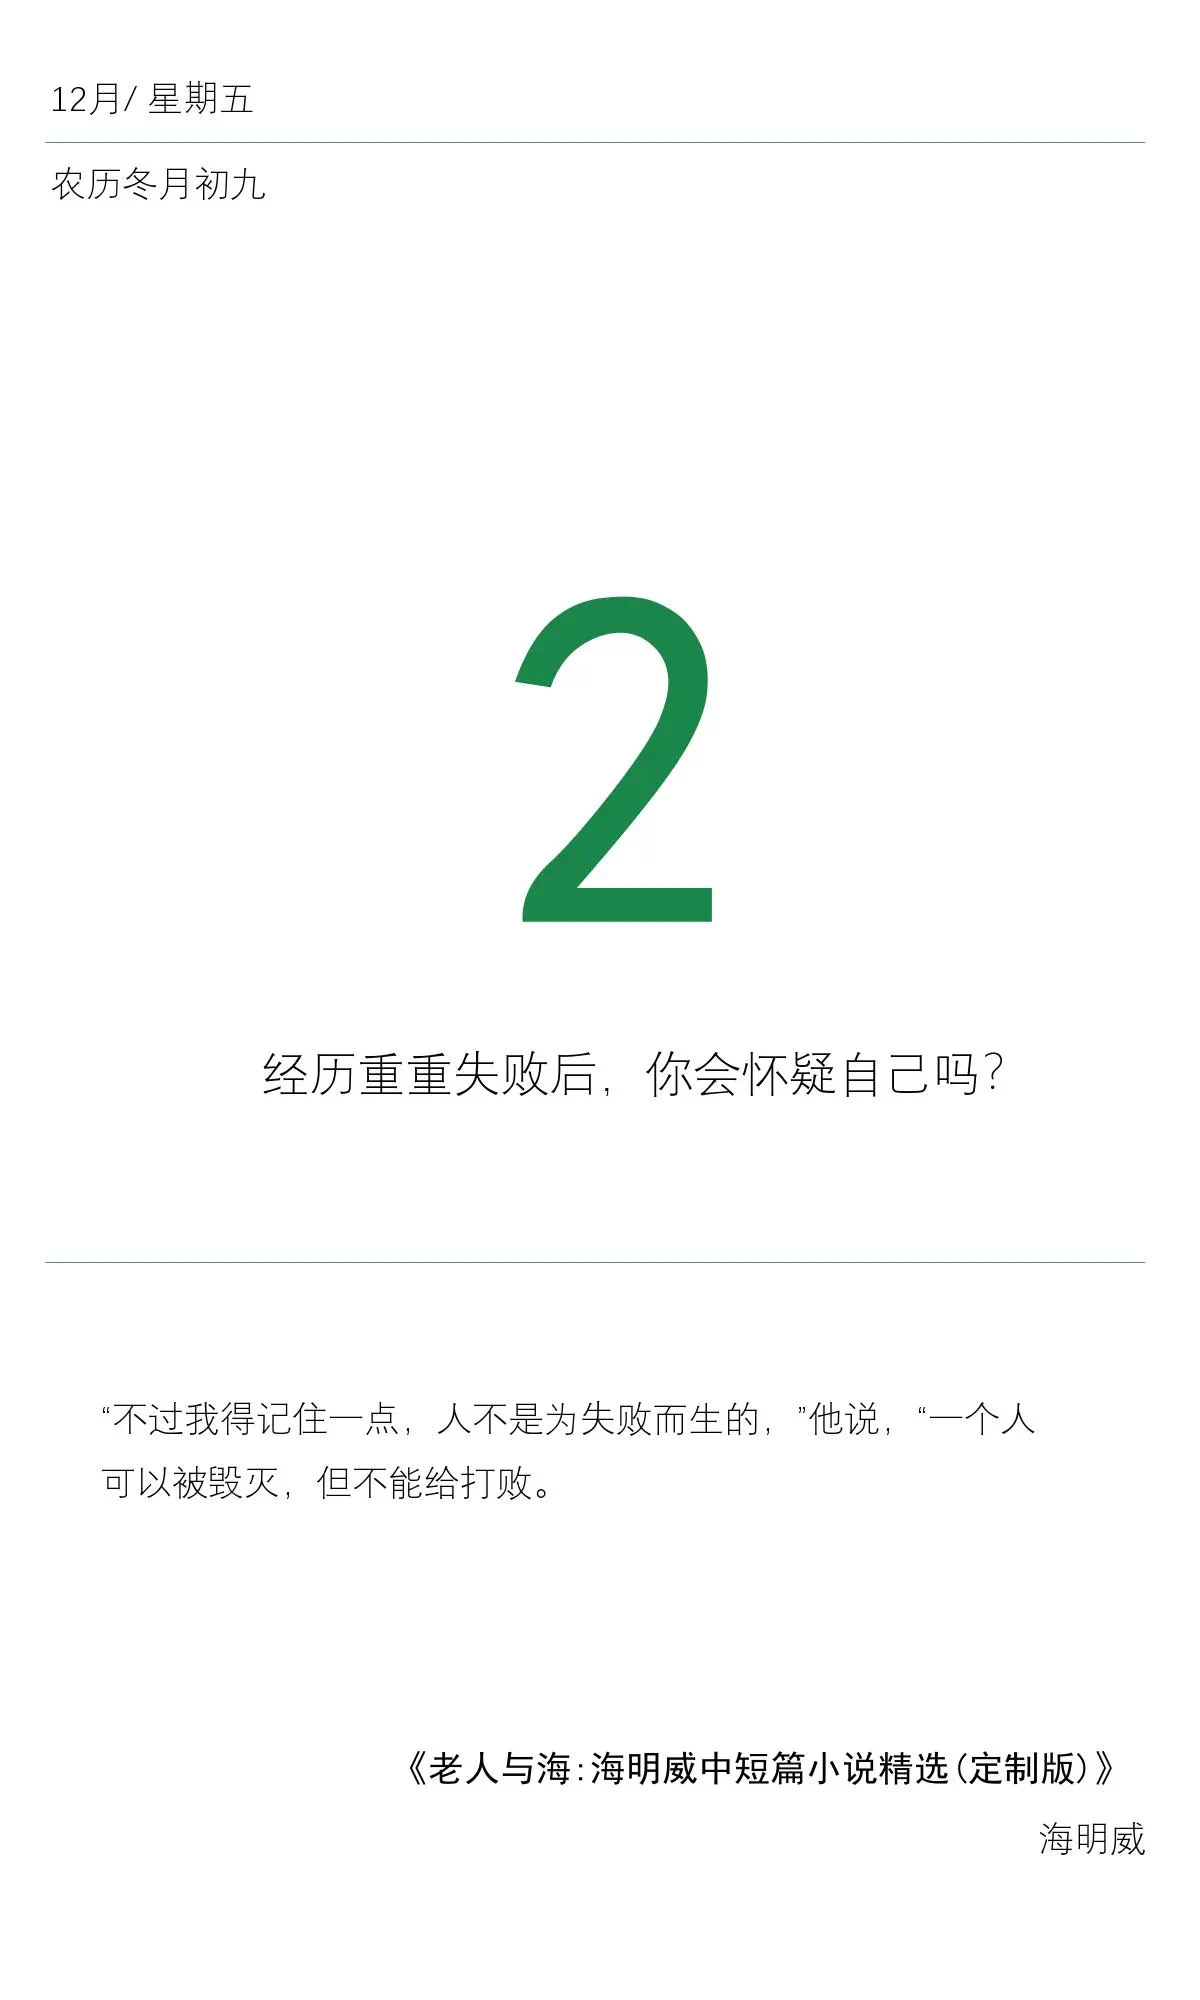 12月/ 星期五
农历冬月初九
2
经历重重失败后，你会怀疑自己吗？
“不过我得记住一点，人不是为失败而生的，”他说，“一个人
可以被毁灭，但不能给打败。
《老人与海：海明威中短篇小说精选（定制版）》
海明威